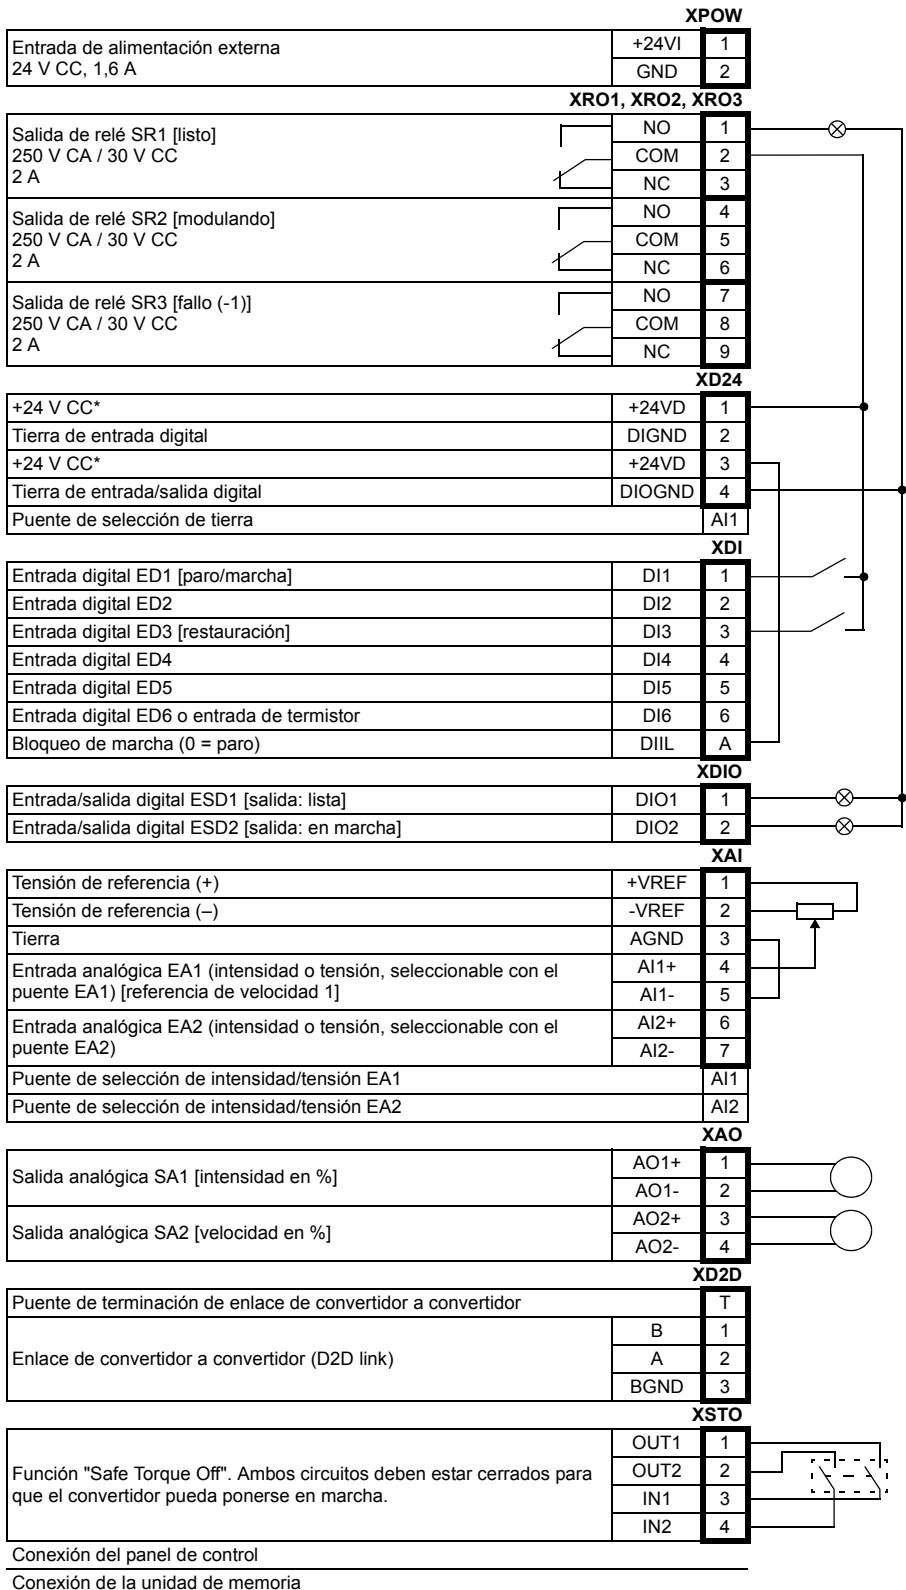 XPOW
Entrada de alimentación externa
24 V CC, 1,6 A
+24VI 1
GND 2
XRO1, XRO2, XRO3
Salida de relé SR1 [listo]
250 V CA / 30 V CC
2 A
NO 1
COM 2
NC 3
Salida de relé SR2 [modulando]
250 V CA / 30 V CC
2 A
NO 4
COM 5
NC 6
Salida de relé SR3 [fallo (-1)]
250 V CA / 30 V CC
2 A
NO 7
COM 8
NC 9
XD24
+24 V CC* +24VD 1
Tierra de entrada digital DIGND 2
+24 V CC* +24VD 3
Tierra de entrada/salida digital DIOGND 4
Puente de selección de tierra AI1
XDI
Entrada digital ED1 [paro/marcha] DI1 1
Entrada digital ED2 DI2 2
Entrada digital ED3 [restauración] DI3 3
Entrada digital ED4 DI4 4
Entrada digital ED5 DI5 5
Entrada digital ED6 o entrada de termistor DI6 6
Bloqueo de marcha (0 = paro) DIIL A
XDIO
Entrada/salida digital ESD1 [salida: lista] DIO1 1
Entrada/salida digital ESD2 [salida: en marcha] DIO2 2
XAI
Tensión de referencia (+) +VREF 1
Tensión de referencia (–) -VREF 2
Tierra AGND 3
Entrada analógica EA1 (intensidad o tensión, seleccionable con el
puente EA1) [referencia de velocidad 1]
AI1+ 4
AI1- 5
Entrada analógica EA2 (intensidad o tensión, seleccionable con el
puente EA2)
AI2+ 6
AI2- 7
Puente de selección de intensidad/tensión EA1 AI1
Puente de selección de intensidad/tensión EA2 AI2
XAO
Salida analógica SA1 [intensidad en %]
AO1+ 1
AO1- 2
Salida analógica SA2 [velocidad en %]
AO2+ 3
AO2- 4
XD2D
Puente de terminación de enlace de convertidor a convertidor T
Enlace de convertidor a convertidor (D2D link)
B 1
A 2
BGND 3
XSTO
Función "Safe Torque Off". Ambos circuitos deben estar cerrados para
que el convertidor pueda ponerse en marcha.
OUT1 1
OUT2 2
IN1 3
IN2 4
Conexión del panel de control
Conexión de la unidad de memoria